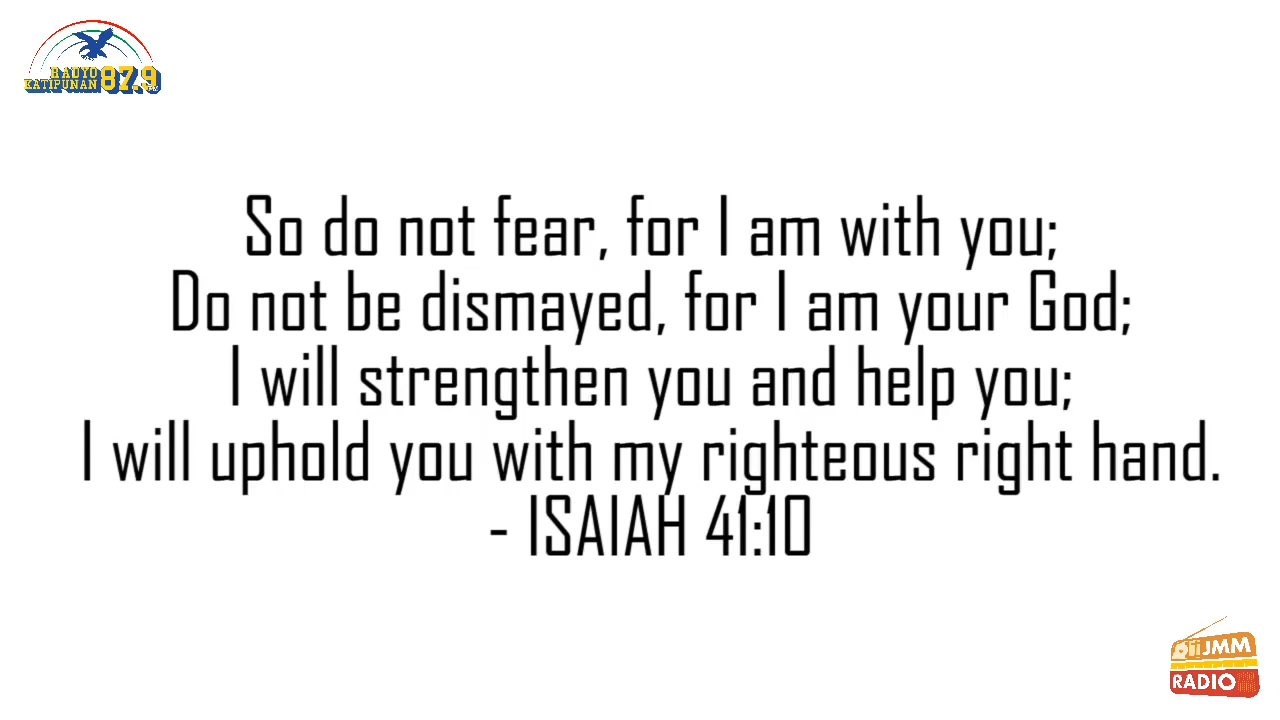 RADYO
KATIPUNAN 87.9
So do not fear, for I am with you;
Do not be dismayed, for I am your God;
I will strengthen you and help you;
I will uphold you with my righteous right hand.
- ISAIAH 41:10
JMM
RADIO